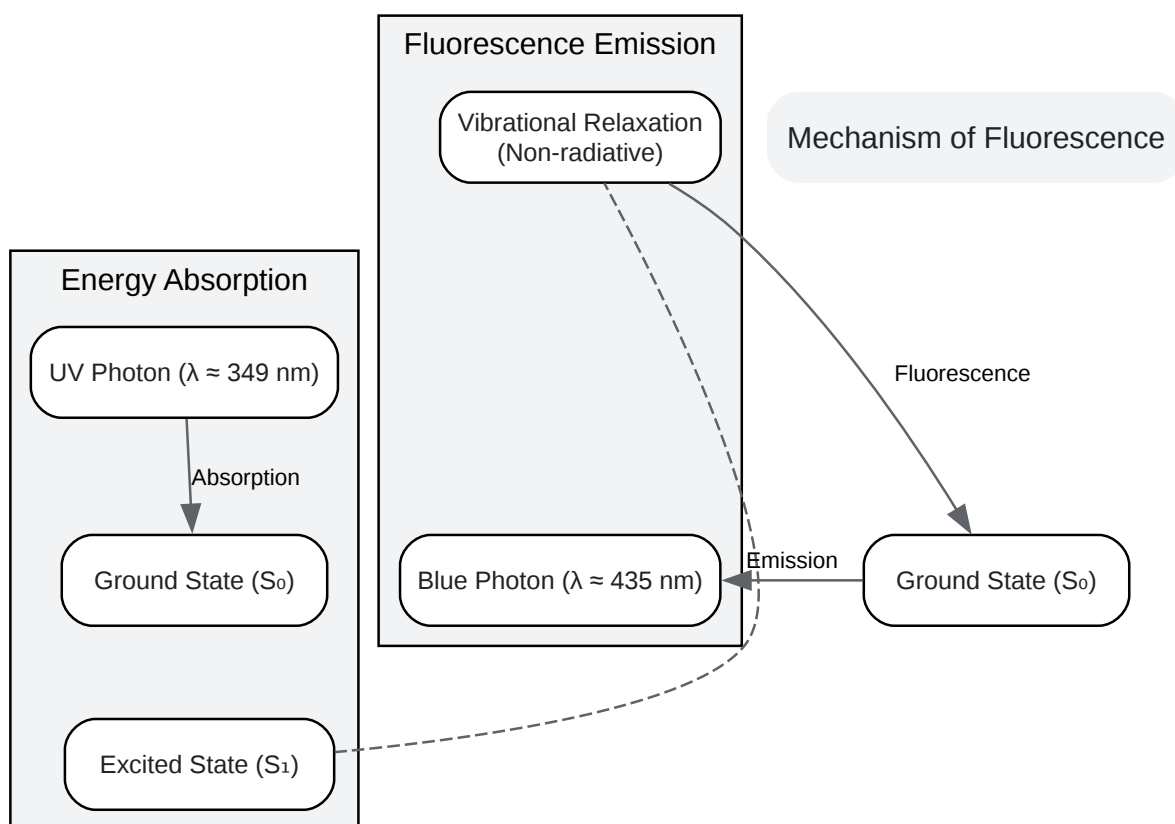 Fluorescence Emission
Vibrational Relaxation
(Non-radiative)
Mechanism of Fluorescence
Energy Absorption
UV Photon (λ ≈ 349 nm)
Fluorescence
Absorption
Emission
Ground State (S₀)
Blue Photon (λ ≈ 435 nm)
Ground State (S₀)
Excited State (S₁)